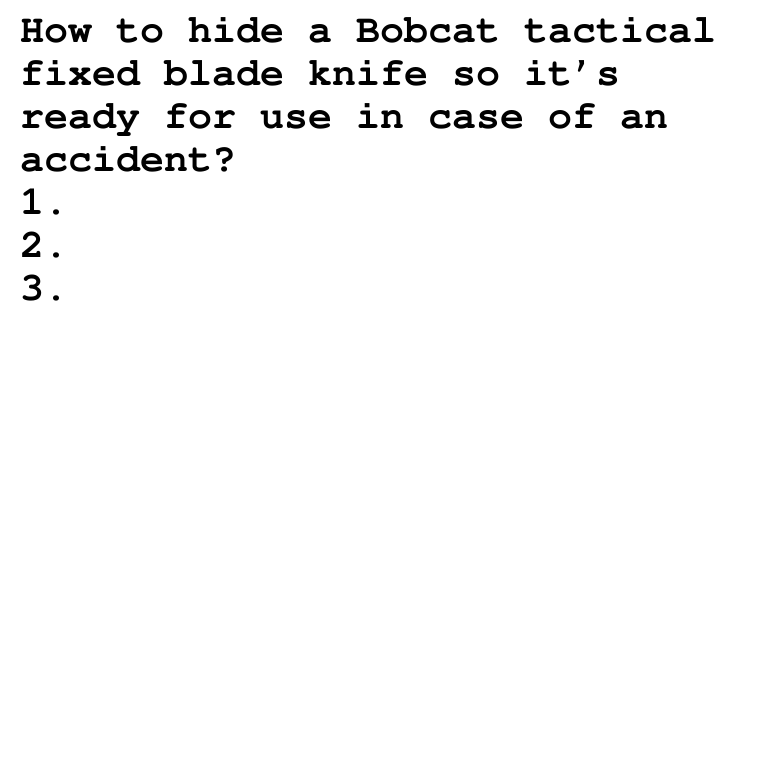 How to hide a Bobcat tactical
fixed blade knife so it’s
ready for use in case of an
accident?
1.
2.
3.